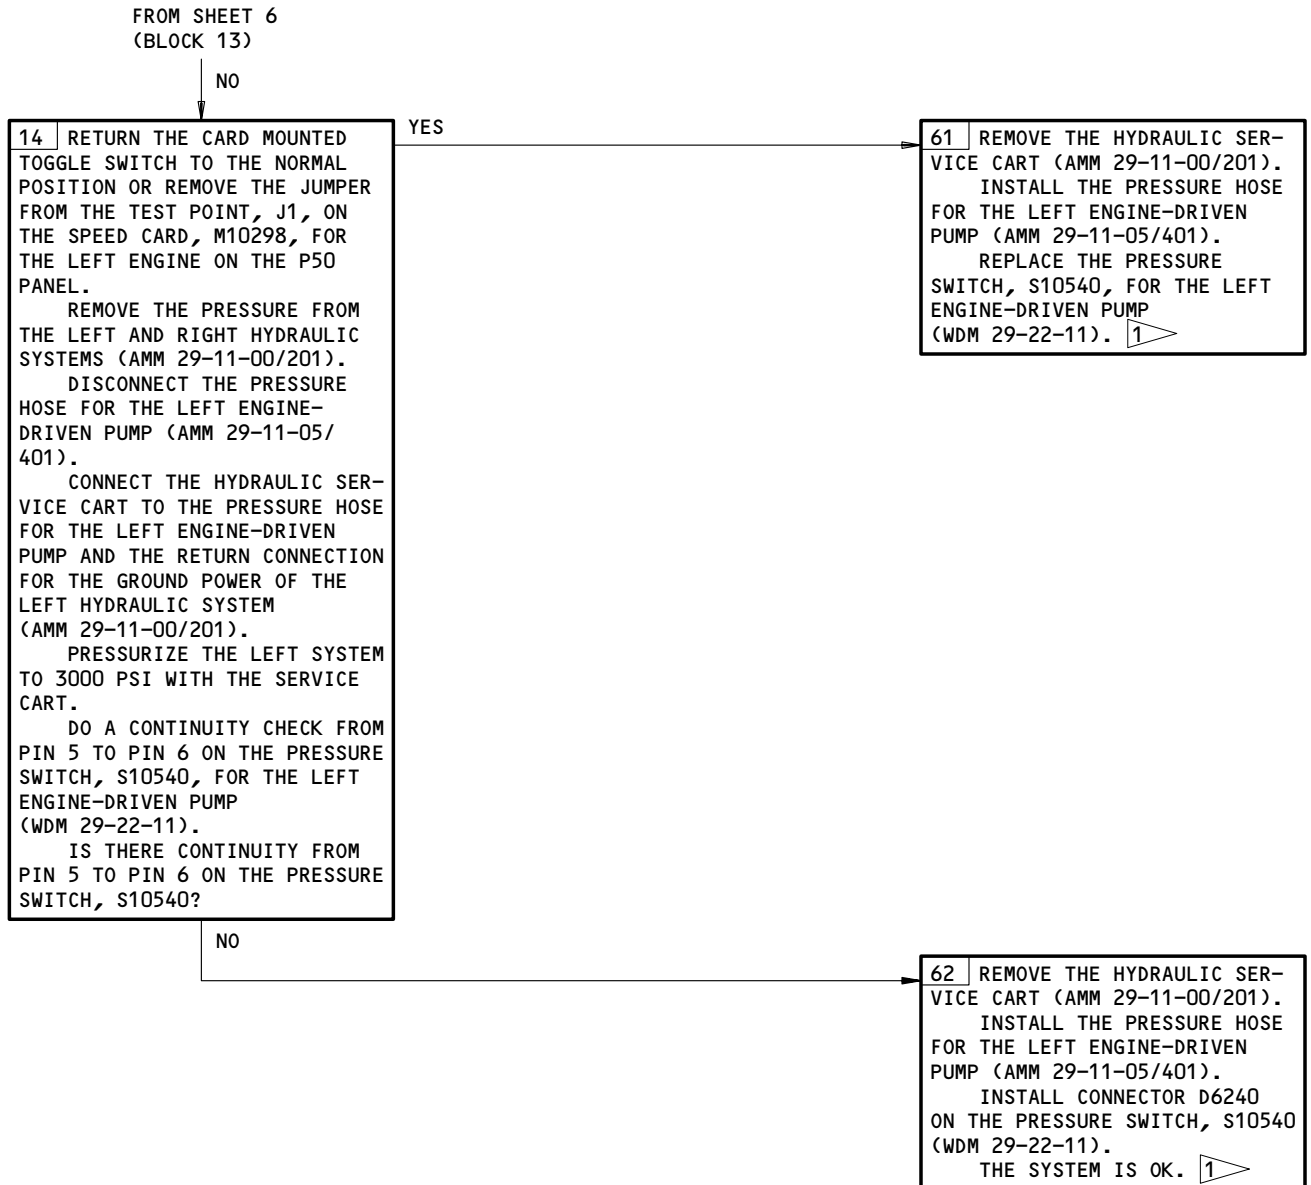 FROM SHEET 6
(BLOCK 13)
NO
14 RETURN THE CARD MOUNTED
TOGGLE SWITCH TO THE NORMAL
POSITION OR REMOVE THE JUMPER
FROM THE TEST POINT, J1, ON
THE SPEED CARD, M10298, FOR
THE LEFT ENGINE ON THE P50
PANEL.
REMOVE THE PRESSURE FROM
THE LEFT AND RIGHT HYDRAULIC
SYSTEMS (AMM 29-11-00/201).
DISCONNECT THE PRESSURE
HOSE FOR THE LEFT ENGINE-
DRIVEN PUMP (AMM 29-11-05/
401).
CONNECT THE HYDRAULIC SER-
VICE CART TO THE PRESSURE HOSE
FOR THE LEFT ENGINE-DRIVEN
PUMP AND THE RETURN CONNECTION
FOR THE GROUND POWER OF THE
LEFT HYDRAULIC SYSTEM
(AMM 29-11-00/201).
PRESSURIZE THE LEFT SYSTEM
TO 3000 PSI WITH THE SERVICE
CART.
DO A CONTINUITY CHECK FROM
PIN 5 TO PIN 6 ON THE PRESSURE
SWITCH, S10540, FOR THE LEFT
ENGINE-DRIVEN PUMP
(WDM 29-22-11).
IS THERE CONTINUITY FROM
PIN 5 TO PIN 6 ON THE PRESSURE
SWITCH, S10540?
YES
61 REMOVE THE HYDRAULIC SER-
VICE CART (AMM 29-11-00/201).
INSTALL THE PRESSURE HOSE
FOR THE LEFT ENGINE-DRIVEN
PUMP (AMM 29-11-05/401).
REPLACE THE PRESSURE
SWITCH, S10540, FOR THE LEFT
ENGINE-DRIVEN PUMP
(WDM 29-22-11). 1
NO
62 REMOVE THE HYDRAULIC SER-
VICE CART (AMM 29-11-00/201).
INSTALL THE PRESSURE HOSE
FOR THE LEFT ENGINE-DRIVEN
PUMP (AMM 29-11-05/401).
INSTALL CONNECTOR D6240
ON THE PRESSURE SWITCH, S10540
(WDM 29-22-11).
THE SYSTEM IS OK. 1